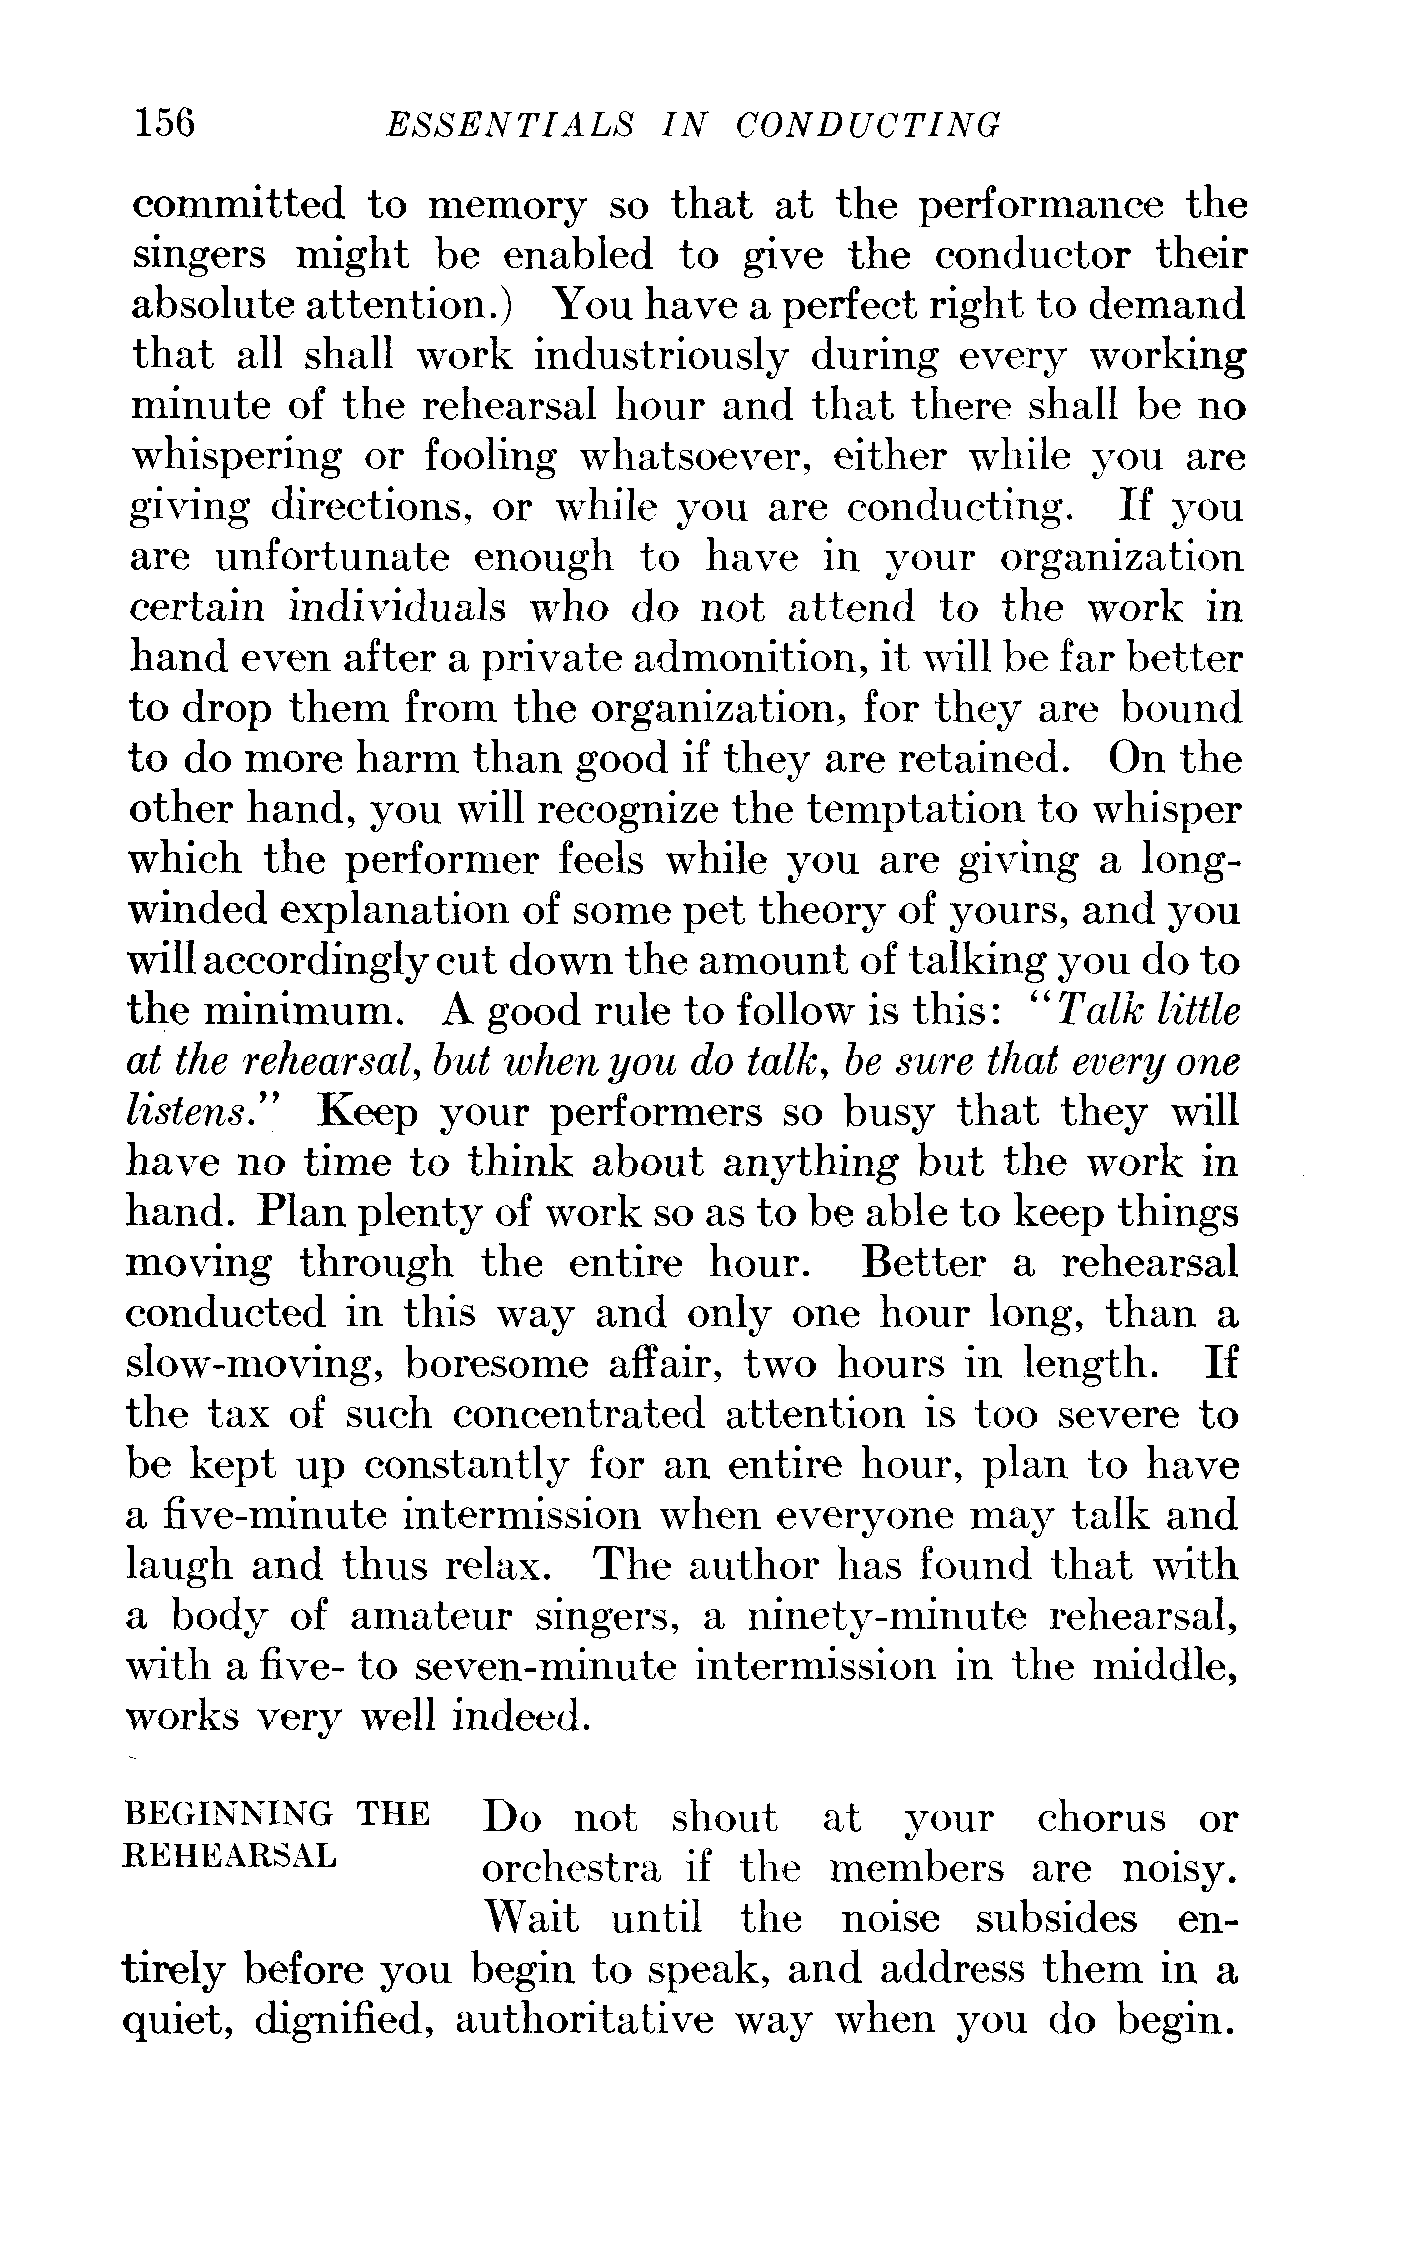 156 ESSENTIALS IN CONDUCTING
committed to memory so that at the performance the
singers might be enabled to give the conductor their
absolute attention.) You have a perfect right to demand
that all shall work industriously during every working
minute of the rehearsal hour and that there shall be no
whispering or fooling whatsoever, either while you are
giving directions, or while you are conducting. If you
are unfortunate enough to have in your organization
certain individuals who do not attend to the work in
hand even after a private admonition, it will be far better
to drop them from the organization, for they are bound
to do more harm than good if they are retained. On the
other hand, you will recognize the temptation to whisper
which the performer feels while you are giving a long-
winded explanation of some pet theory of yours, and you
will accordingly cut down the amount of talking you do to
the minimum. A good rule to follow is this: "Talk little
at the rehearsal, but when you do talk, be sure that every one
listens." Keep your performers so busy that they will
have no time to think about anything but the work in
hand. Plan plenty of work so as to be able to keep things
moving through the entire hour. Better a rehearsal
conducted in this way and only one hour long, than a
slow-moving, boresome affair, two hours in length. If
the tax of such concentrated attention is too severe to
be kept up constantly for an entire hour, plan to have
a five-minute intermission when everyone may talk and
laugh and thus relax. The author has found that with
a body of amateur singers, a ninety-minute rehearsal,
with a five- to seven-minute intermission in the middle,
works very well indeed.
BEGINNING THE
REHEARSAL
Do not shout at your chorus or
orchestra if the members are noisy.
Wait until the noise subsides en-
tirely before you begin to speak, and address them in a
quiet, dignified, authoritative way when you do begin.